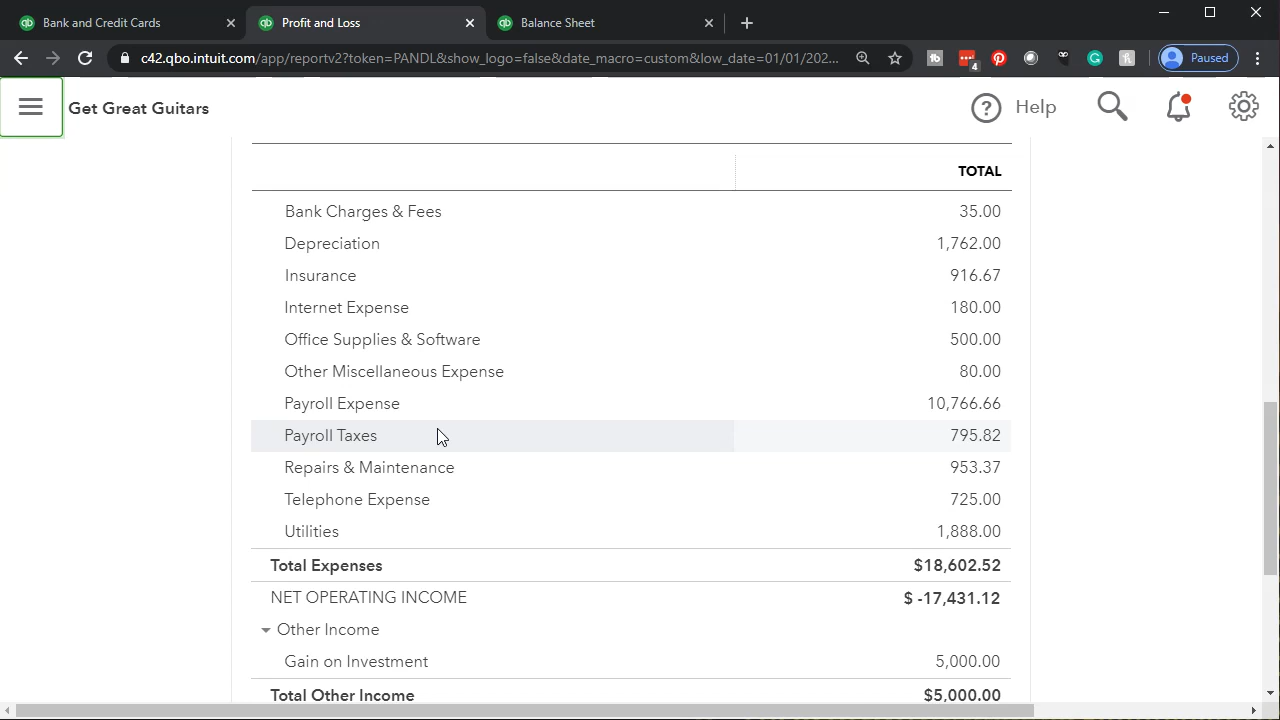 Bank and Credit Cards
Profit and Loss
Balance Sheet
c42.qbo.intuit.com/app/reportv2?token=PANDL&show_logo=false&date_macro=custom&low_date=01/01/202...
4
Paused
Get Great Guitars
Help
TOTAL
Bank Charges & Fees 35.00
Depreciation 1,762.00
Insurance 916.67
Internet Expense 180.00
Office Supplies & Software 500.00
Other Miscellaneous Expense 80.00
Payroll Expense 10,766.66
Payroll Taxes 795.82
Repairs & Maintenance 953.37
Telephone Expense 725.00
Utilities 1,888.00
Total Expenses $18,602.52
NET OPERATING INCOME $ -17,431.12
Other Income
Gain on Investment 5,000.00
Total Other Income $5,000.00